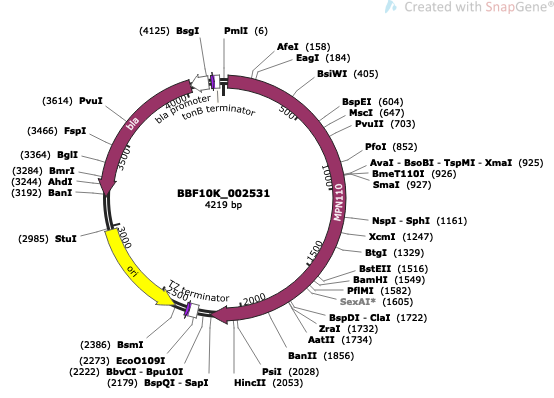 Created with SnapGene®
(4125) BsgI
PmlI (6)
AfeI (158)
EagI (184)
BsiWI (405)
BspEI (604)
MscI (647)
PvuII (703)
PfoI (852)
AvaI - BsoBI - TspMI - XmaI (925)
BmeT110I (926)
SmaI (927)
NspI - SphI (1161)
XcmI (1247)
BtgI (1329)
BstEII (1516)
BamHI (1549)
PflMI (1582)
SexAI* (1605)
BspDI - ClaI (1722)
ZraI (1732)
AatII (1734)
BanII (1856)
PsiI (2028)
HincII (2053)
(2179) BspQI - SapI
(2222) BbvCI - Bpu10I
(2273) EcoO109I
(2386) BsmI
(2985) StuI
(3192) BanI
(3244) AhdI
(3284) BmrI
(3364) BglI
(3466) FspI
(3614) PvuI
bla promoter
tonB terminator
bla
MPN110
ori
T7 terminator
500
1000
1500
2000
2500
3000
3500
4000
BBF10K_002531
4219 bp